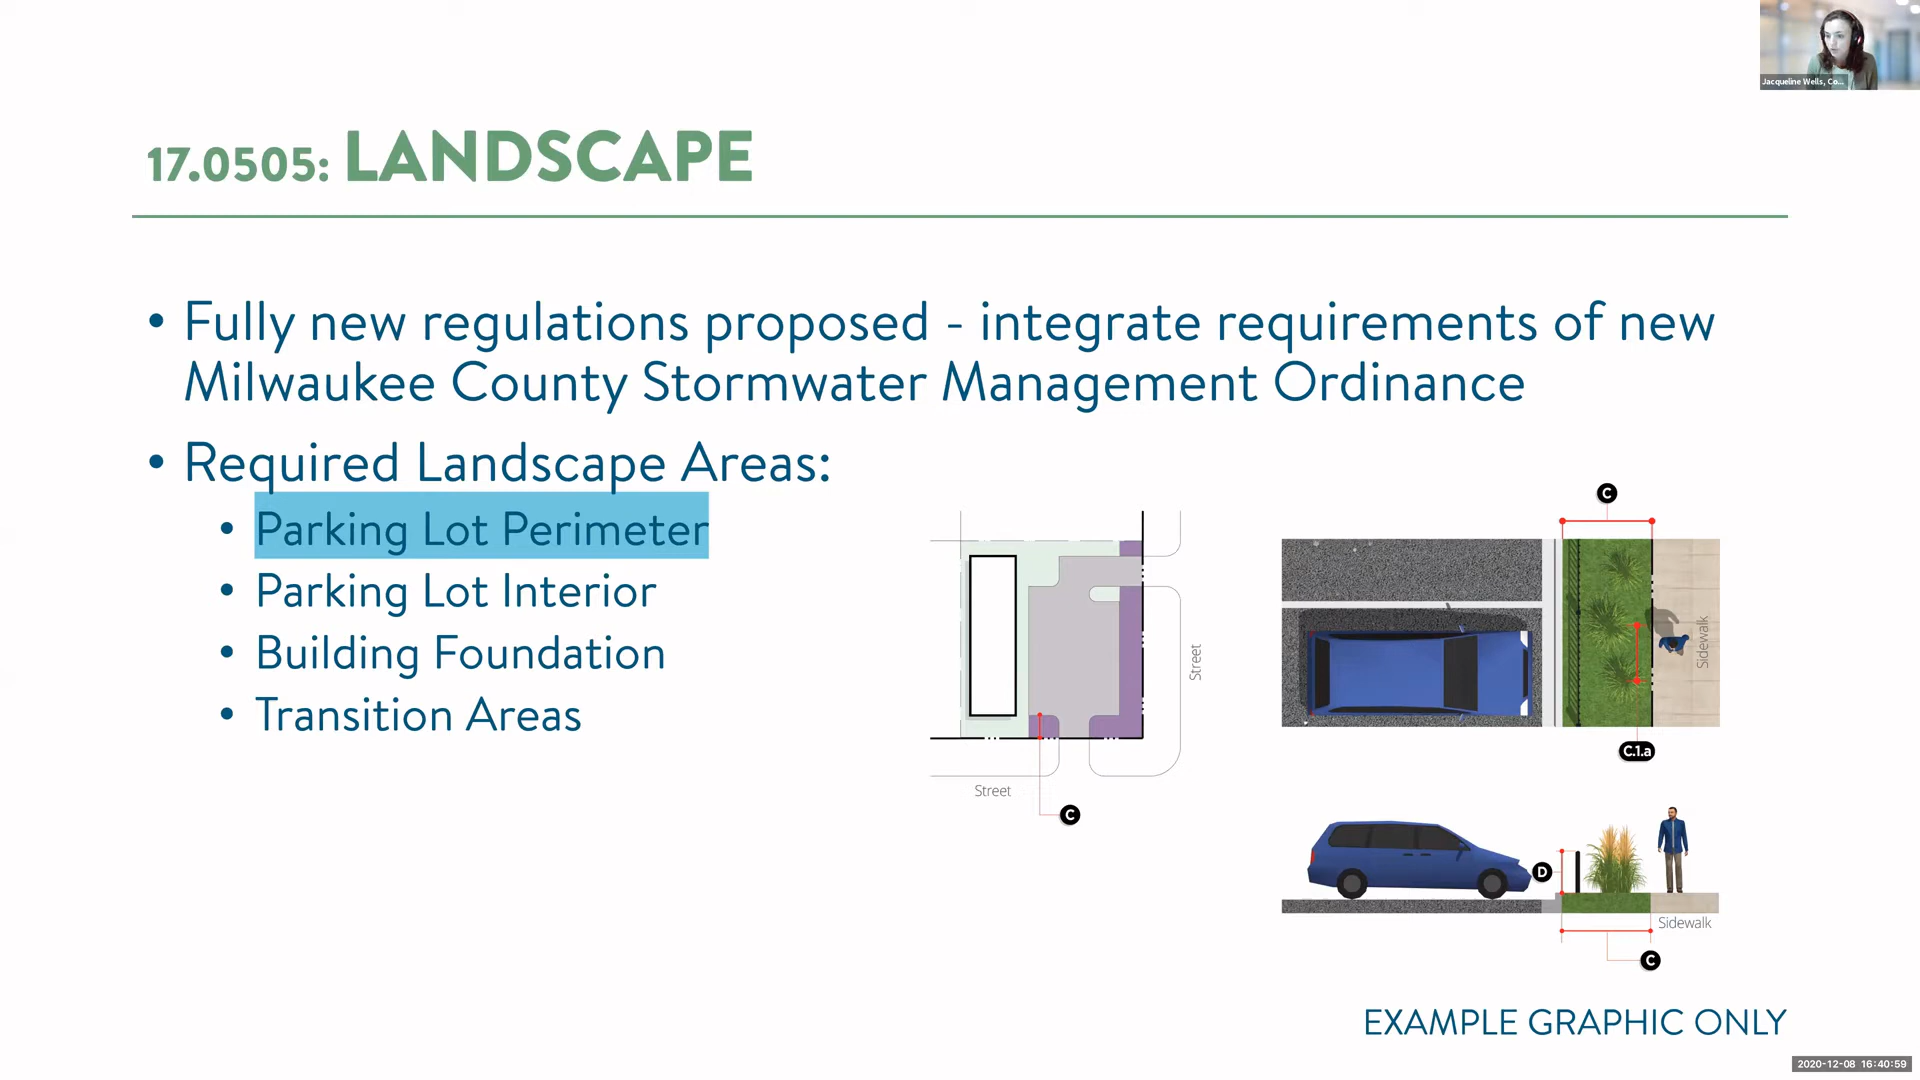 Jacqueline Wells, Co...
17.0505: LANDSCAPE
• Fully new regulations proposed - integrate requirements of new
Milwaukee County Stormwater Management Ordinance
• Required Landscape Areas:
• Parking Lot Perimeter
• Parking Lot Interior
• Building Foundation
• Transition Areas
Street
Street
C
C
Sidewalk
C.1.a
D
Sidewalk
C
EXAMPLE GRAPHIC ONLY
2020-12-08 16:40:59